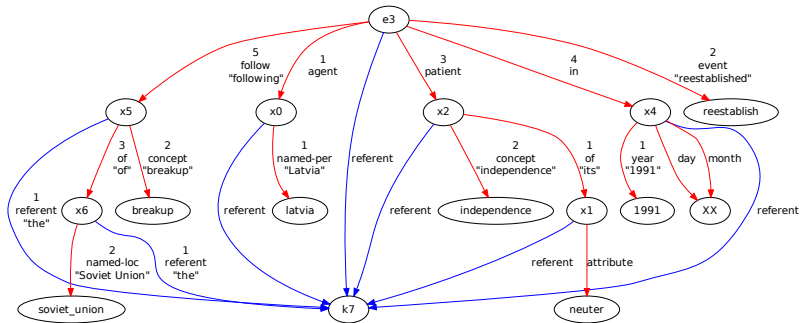 e3
5
follow
"following"
1
agent
3
patient
4
in
2
event
"reestablished"
x5
x0
x2
x4
reestablish
3
of
"of"
2
concept
"breakup"
1
named-per
"Latvia"
referent
2
concept
"independence"
1
of
"its"
1
year
"1991"
day
month
1
referent
"the"
x6
breakup
referent
latvia
referent
independence
x1
1991
XX
referent
2
named-loc
"Soviet Union"
1
referent
"the"
referent
attribute
soviet_union
k7
neuter